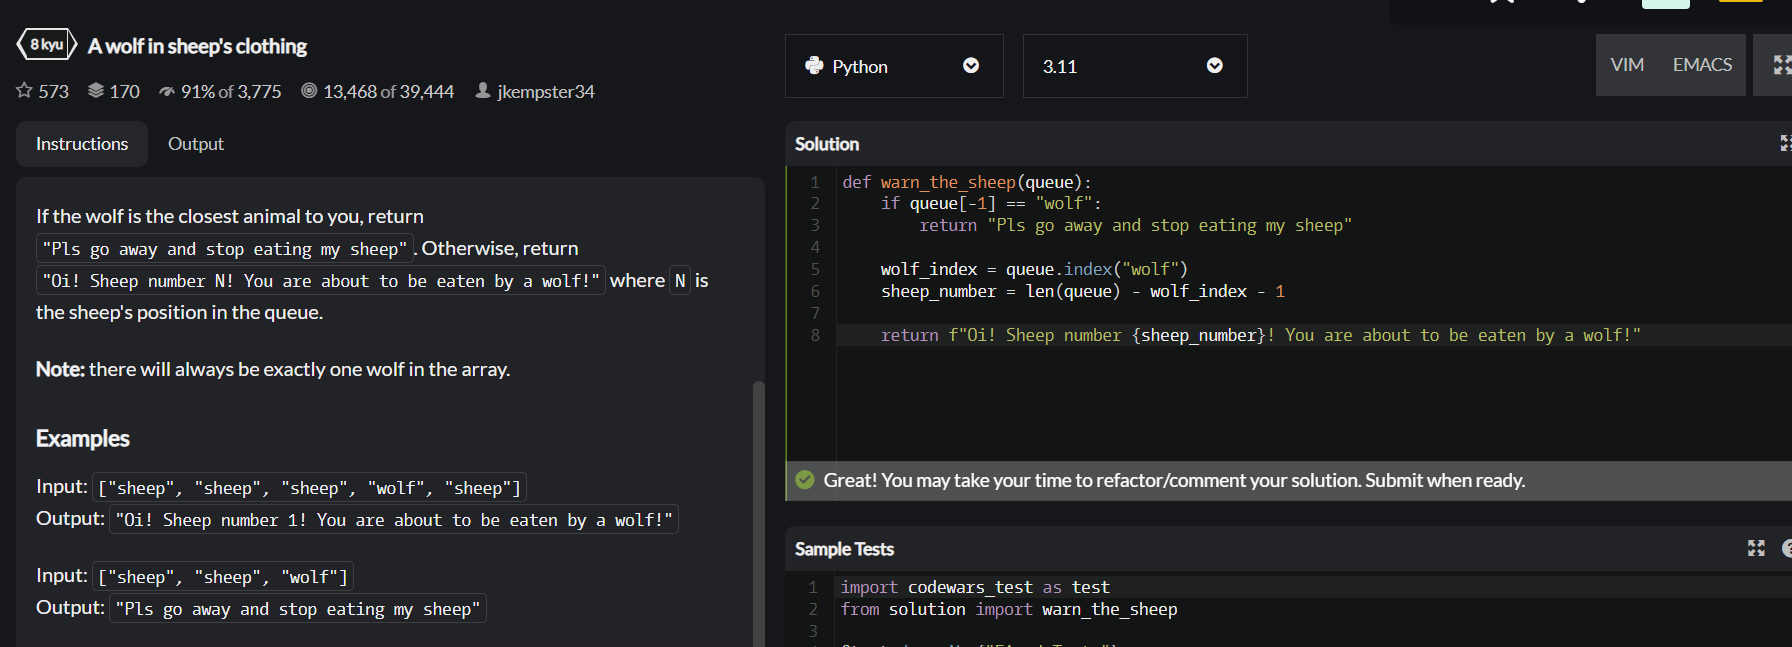 8 kyu A wolf in sheep's clothing
573 170 91% of 3,775 13,468 of 39,444 jkempster34
Instructions Output
If the wolf is the closest animal to you, return
"Pls go away and stop eating my sheep". Otherwise, return
"Oi! Sheep number N! You are about to be eaten by a wolf!" where N is
the sheep's position in the queue.
Note: there will always be exactly one wolf in the array.
Examples
Input: ["sheep", "sheep", "sheep", "wolf", "sheep"]
Output: "Oi! Sheep number 1! You are about to be eaten by a wolf!"
Input: ["sheep", "sheep", "wolf"]
Output: "Pls go away and stop eating my sheep"
Python 3.11 VIM EMACS
Solution
1 def warn_the_sheep(queue):
2 if queue[-1] == "wolf":
3 return "Pls go away and stop eating my sheep"
4
5 wolf_index = queue.index("wolf")
6 sheep_number = len(queue) - wolf_index - 1
7
8 return f"Oi! Sheep number {sheep_number}! You are about to be eaten by a wolf!"
Great! You may take your time to refactor/comment your solution. Submit when ready.
Sample Tests
1 import codewars_test as test
2 from solution import warn_the_sheep
3